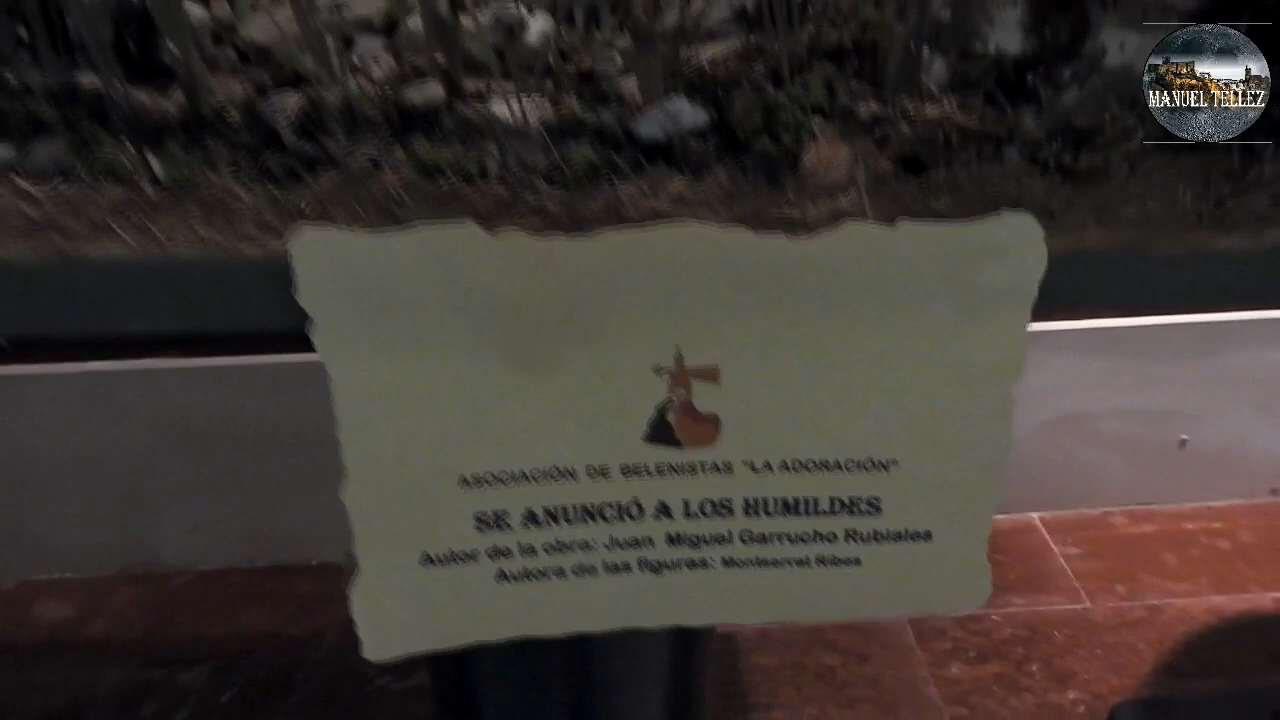 MANUEL TELLEZ
ASOCIACIÓN DE BELENISTAS "LA ADORACIÓN"
SE ANUNCIÓ A LOS HUMILDES
Autor de la obra: Juan Miguel Garrucho Rubiales
Autora de las figuras: Montserrat Ribes